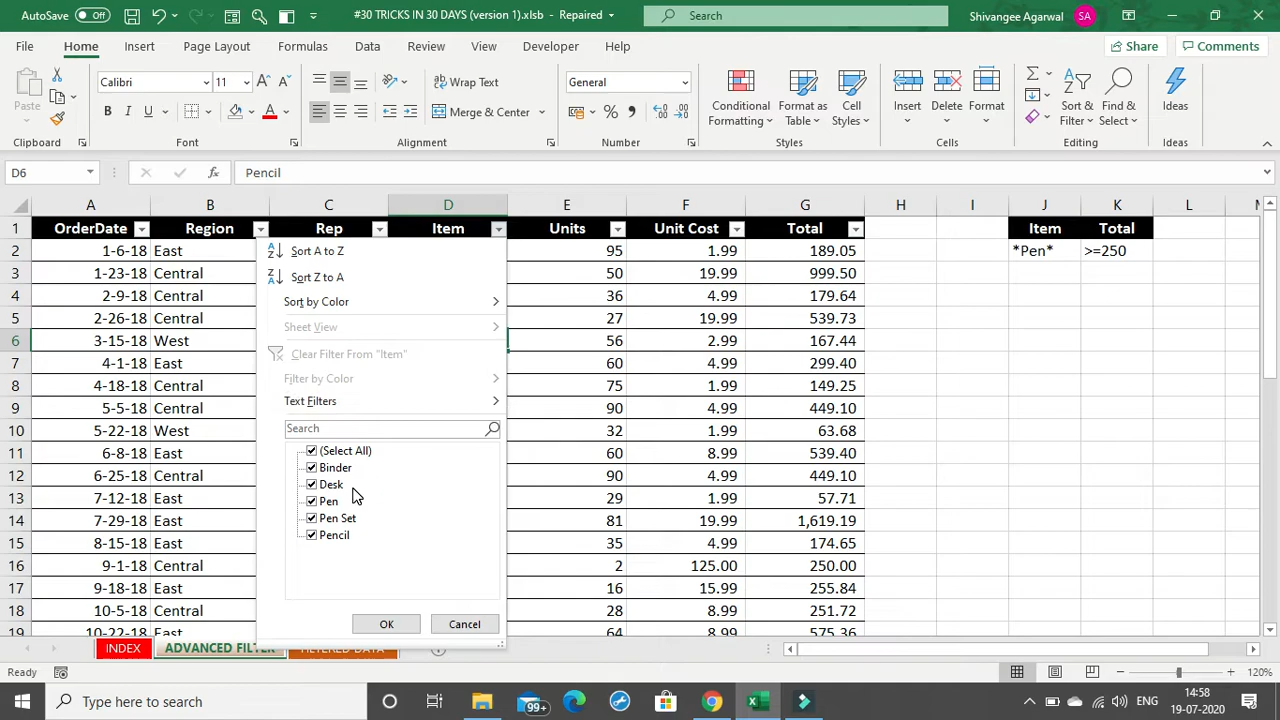 AutoSave Off #30 TRICKS IN 30 DAYS (version 1).xlsb - Repaired Search Shivangee Agarwal SA
File Home Insert Page Layout Formulas Data Review View Developer Help Share Comments
Paste Calibri 11 Wrap Text General Conditional Formatting Format as Table Cell Styles Insert Delete Format Sort & Filter Find & Select Ideas
B I U A Merge & Center % ,
Clipboard Font Alignment Number Styles Cells Editing Ideas
D6 fx Pencil
A B C D E F G H I J K L
1 OrderDate Region Rep Item Units Unit Cost Total Item Total
2 1-6-18 East 95 1.99 189.05 *Pen* >=250
3 1-23-18 Central 50 19.99 999.50
4 2-9-18 Central 36 4.99 179.64
5 2-26-18 Central 27 19.99 539.73
6 3-15-18 West 56 2.99 167.44
7 4-1-18 East 60 4.99 299.40
8 4-18-18 Central 75 1.99 149.25
9 5-5-18 Central 90 4.99 449.10
10 5-22-18 West 32 1.99 63.68
11 6-8-18 East 60 8.99 539.40
12 6-25-18 Central 90 4.99 449.10
13 7-12-18 East 29 1.99 57.71
14 7-29-18 East 81 19.99 1,619.19
15 8-15-18 East 35 4.99 174.65
16 9-1-18 Central 2 125.00 250.00
17 9-18-18 East 16 15.99 255.84
18 10-5-18 Central 28 8.99 251.72
19 10-22-18 East 64 8.99 575.36
Sort A to Z
Sort Z to A
Sort by Color
Sheet View
Clear Filter From "Item"
Filter by Color
Text Filters
Search
(Select All)
Binder
Desk
Pen
Pen Set
Pencil
OK Cancel
INDEX ADVANCED FILTER FILTERED DATA
Ready 120%
Type here to search 99+ ENG 14:58
19-07-2020